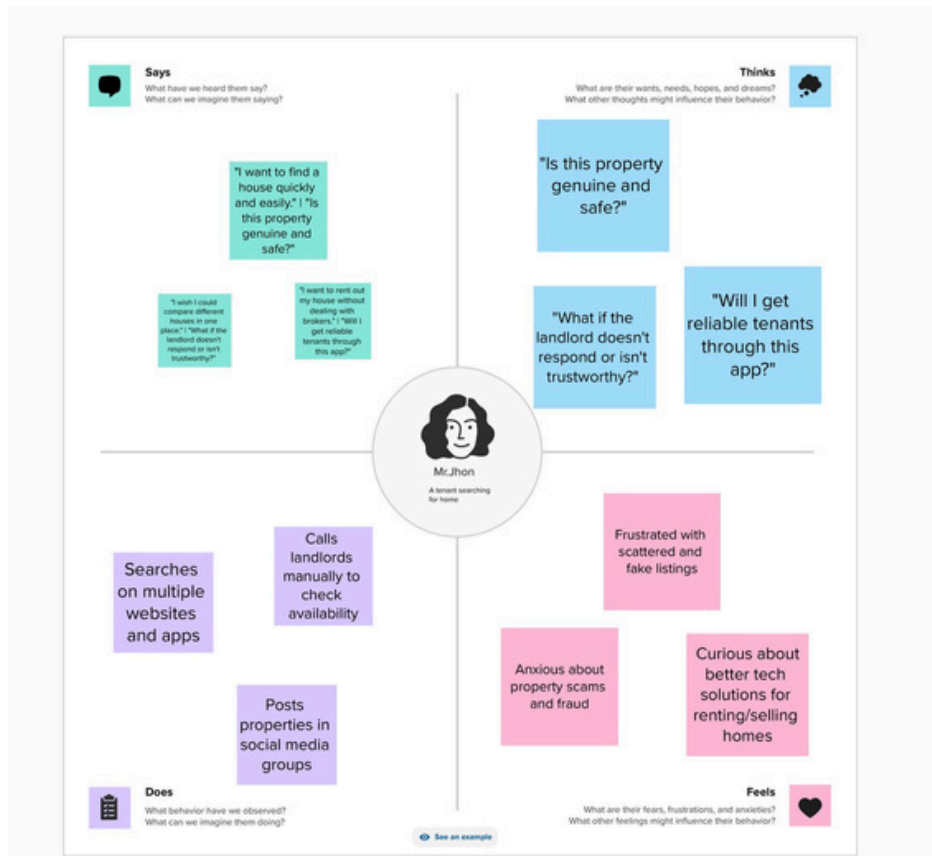 Says
What have we heard them say?
What can we imagine them saying?
"I want to find a
house quickly
and easily." | "Is
this property
genuine and
safe?"
"I wish I could
compare different
houses in one
place." | "What if the
landlord doesn't
respond or isn't
trustworthy?"
"I want to rent out
my house without
dealing with
brokers." | "Will I
get reliable
tenants through
this app?"
Thinks
What are their wants, needs, hopes, and dreams?
What other thoughts might influence their behavior?
"Is this property
genuine and
safe?"
"What if the
landlord doesn't
respond or isn't
trustworthy?"
"Will I get
reliable tenants
through this
app?"
Mr.Jhon
A tenant searching
for home
Searches
on multiple
websites
and apps
Calls
landlords
manually to
check
availability
Posts
properties in
social media
groups
Does
What behavior have we observed?
What can we imagine them doing?
Frustrated with
scattered and
fake listings
Anxious about
property scams
and fraud
Curious about
better tech
solutions for
renting/selling
homes
Feels
What are their fears, frustrations, and anxieties?
What other feelings might influence their behavior?
See an example